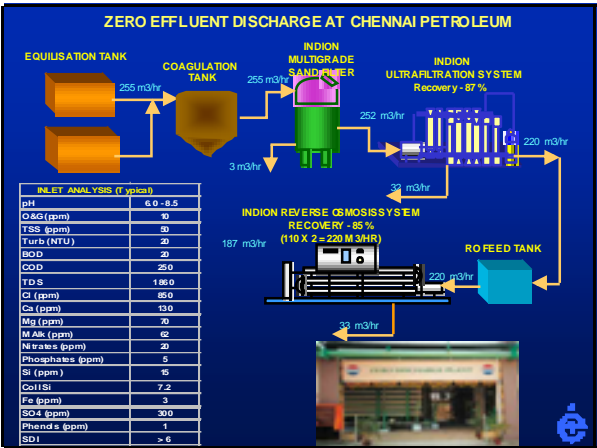 ZERO EFFLUENT DISCHARGE AT CHENNAI PETROLEUM
EQUILISATION TANK
COAGULATION
TANK
INDION
MULTIGRADE
SAND FILTER
INDION
ULTRAFILTRATION SYSTEM
Recovery - 87 %
255 m3/hr
255 m3/hr
252 m3/hr
220 m3/hr
3 m3/hr
32 m3/hr
INLET ANALYSIS (Typical)
pH 6.0 - 8.5
O&G (ppm) 10
TSS (ppm) 50
Turb (NTU) 20
BOD 20
COD 250
TDS 1860
Cl (ppm) 850
Ca (ppm) 130
Mg (ppm) 70
M Alk (ppm) 62
Nitrates (ppm) 20
Phosphates (ppm) 5
Si (ppm) 15
Coll Si 7.2
Fe (ppm) 3
SO4 (ppm) 300
Phenols (ppm) 1
SDI > 6
INDION REVERSE OSMOSIS SYSTEM
RECOVERY - 85 %
(110 X 2 = 220 M3/HR)
187 m3/hr
RO FEED TANK
220 m3/hr
33 m3/hr